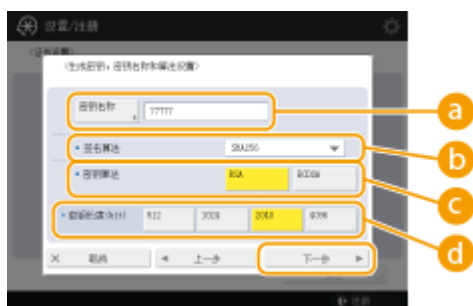 设置/注册
<生成密钥：密钥名称和算法设置>
密钥名称
77777
a
■ 签名算法
SHA256
b
■ 密钥算法
RSA
ECDSA
c
■ 密钥长度(bit)
512
1024
2048
4096
d
× 取消
上一步
下一步
注册